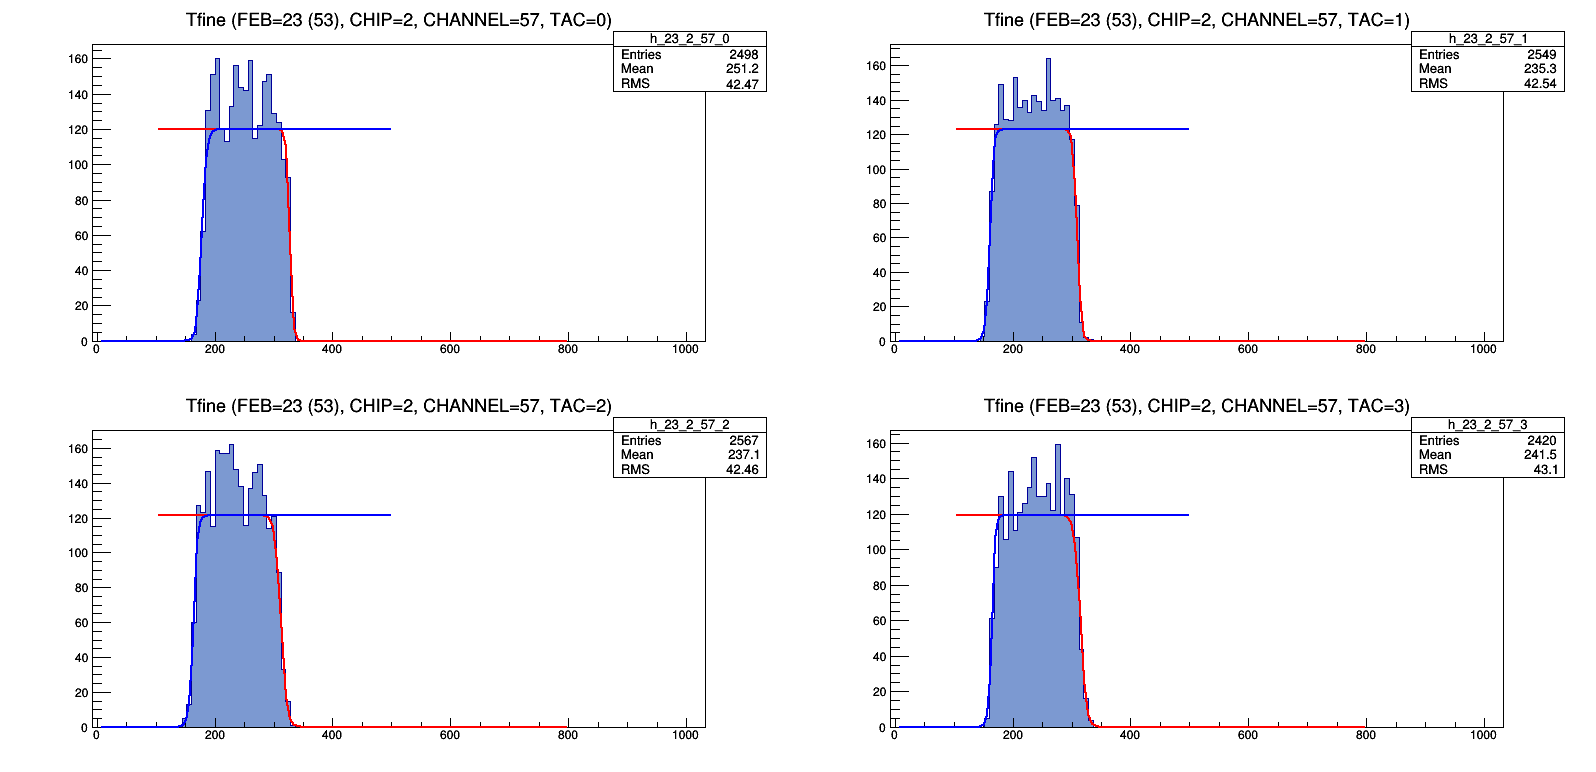 Tfine (FEB=23 (53), CHIP=2, CHANNEL=57, TAC=0)
h_23_2_57_0
Entries 2498
Mean 251.2
RMS 42.47
160
140
120
100
80
60
40
20
0
0 200 400 600 800 1000
Tfine (FEB=23 (53), CHIP=2, CHANNEL=57, TAC=1)
h_23_2_57_1
Entries 2549
Mean 235.3
RMS 42.54
160
140
120
100
80
60
40
20
0
0 200 400 600 800 1000
Tfine (FEB=23 (53), CHIP=2, CHANNEL=57, TAC=2)
h_23_2_57_2
Entries 2567
Mean 237.1
RMS 42.46
160
140
120
100
80
60
40
20
0
0 200 400 600 800 1000
Tfine (FEB=23 (53), CHIP=2, CHANNEL=57, TAC=3)
h_23_2_57_3
Entries 2420
Mean 241.5
RMS 43.1
160
140
120
100
80
60
40
20
0
0 200 400 600 800 1000